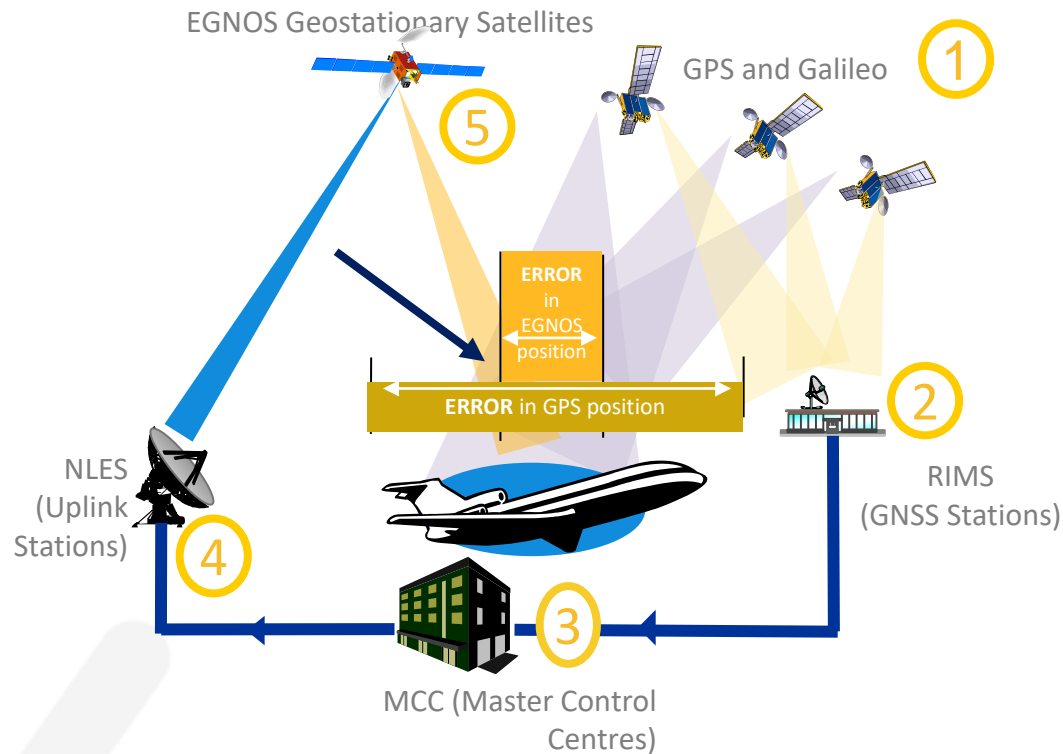 EGNOS Geostationary Satellites
GPS and Galileo
1
5
ERROR
in
EGNOS
position
ERROR in GPS position
2
NLES
(Uplink
Stations)
RIMS
(GNSS Stations)
4
3
MCC (Master Control
Centres)